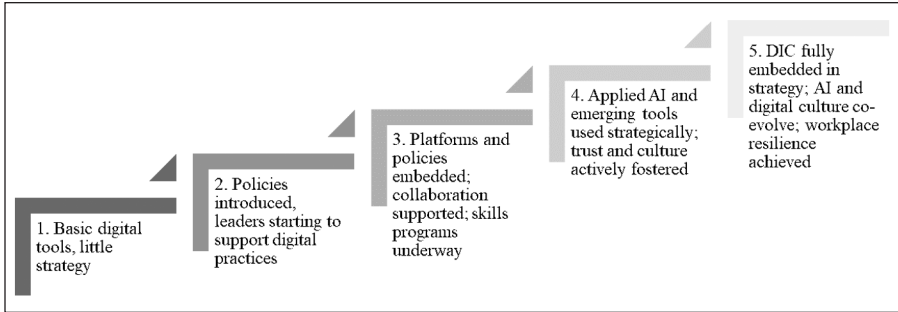 1. Basic digital
tools, little
strategy
2. Policies
introduced,
leaders starting to
support digital
practices
3. Platforms and
policies
embedded;
collaboration
supported; skills
programs
underway
4. Applied AI and
emerging tools
used strategically;
trust and culture
actively fostered
5. DIC fully
embedded in
strategy; AI and
digital culture co-
evolve; workplace
resilience
achieved